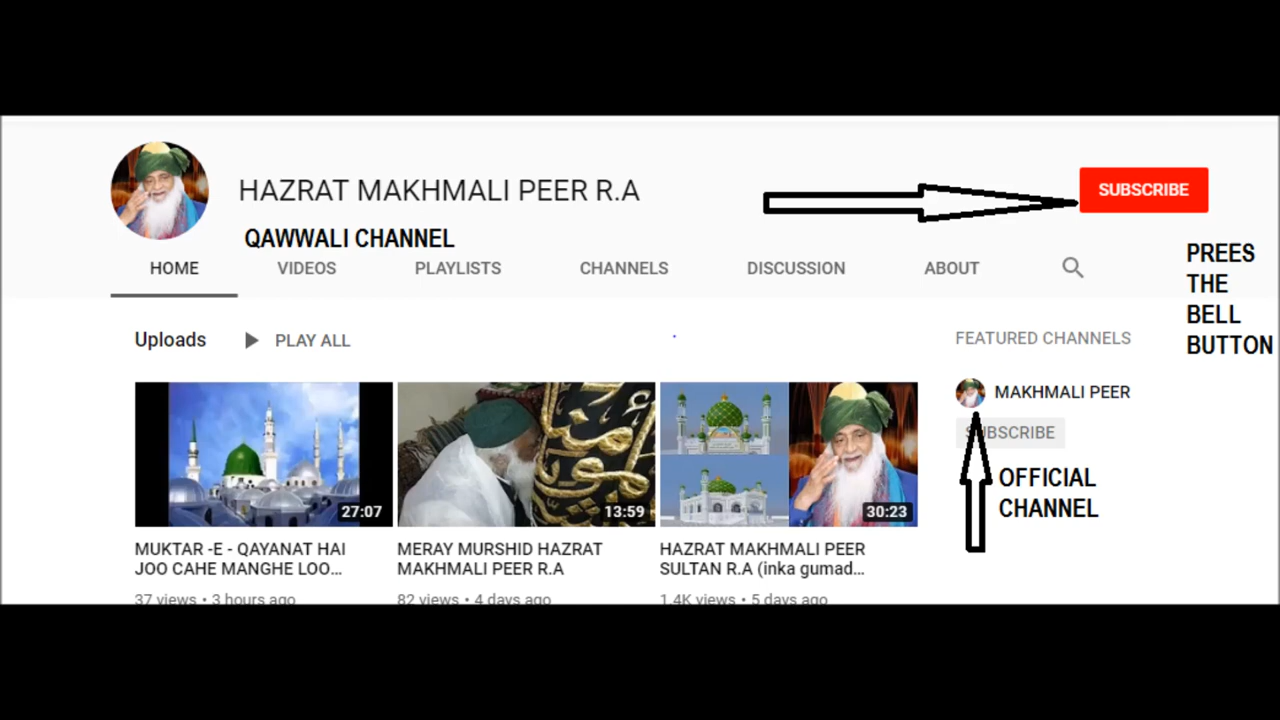 HAZRAT MAKHMALI PEER R.A
SUBSCRIBE
QAWWALI CHANNEL
HOME VIDEOS PLAYLISTS CHANNELS DISCUSSION ABOUT
PREES
THE
BELL
BUTTON
Uploads PLAY ALL
FEATURED CHANNELS
MAKHMALI PEER
SUBSCRIBE
OFFICIAL
CHANNEL
27:07
13:59
30:23
MUKTAR -E - QAYANAT HAI
JOO CAHE MANGHE LOO...
37 views • 3 hours ago
MERAY MURSHID HAZRAT
MAKHMALI PEER R.A
82 views • 4 days ago
HAZRAT MAKHMALI PEER
SULTAN R.A (inka gumad...
1.4K views • 5 days ago